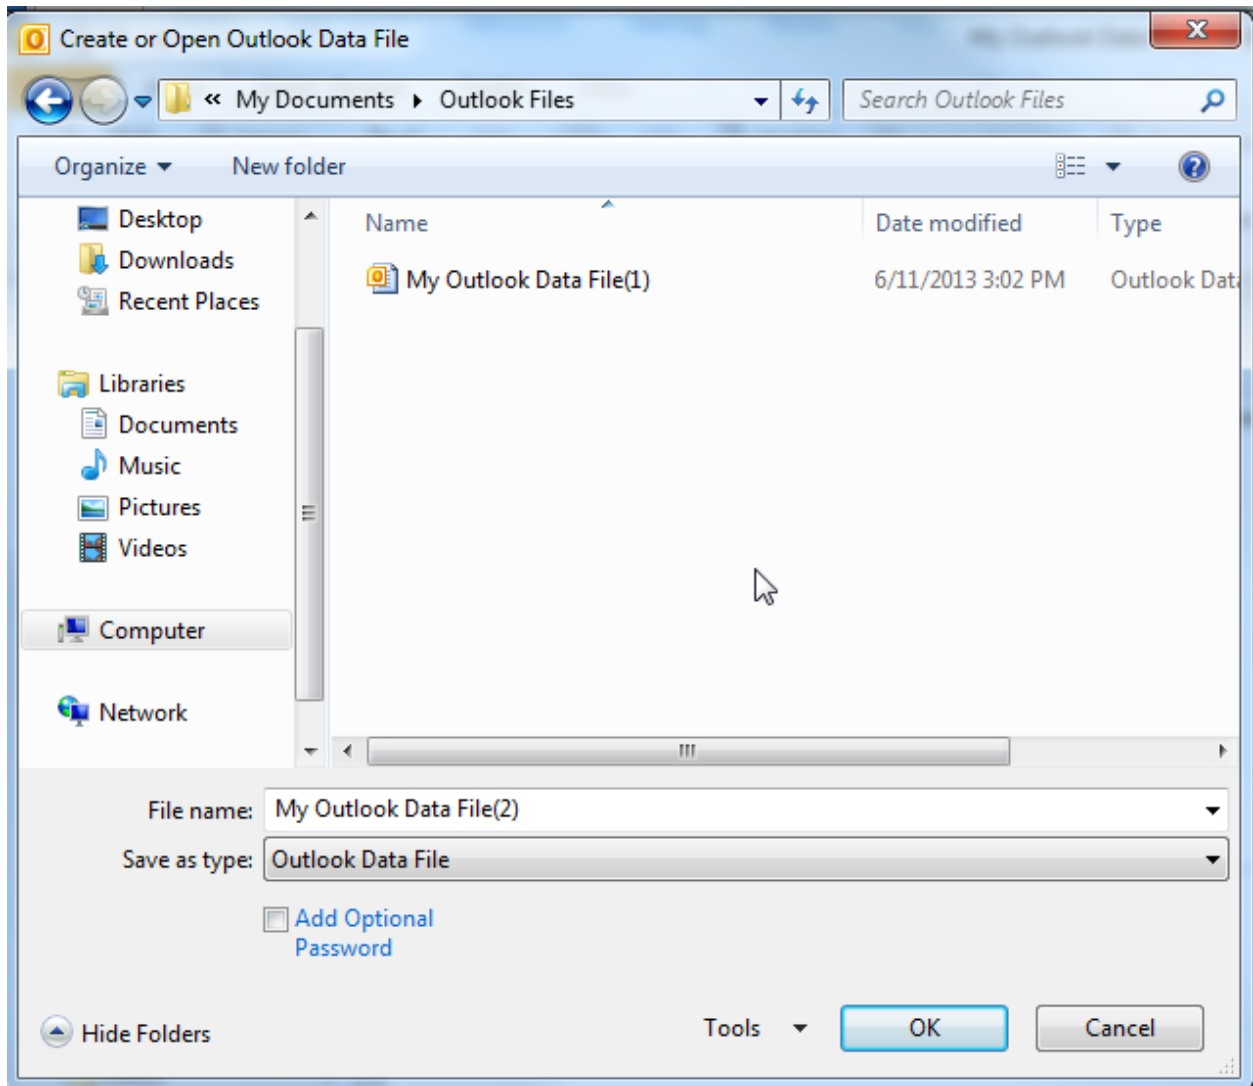 Create or Open Outlook Data File
« My Documents Outlook Files
Search Outlook Files
Organize
New folder
Desktop
Downloads
Recent Places
Libraries
Documents
Music
Pictures
Videos
Computer
Network
Name Date modified Type
My Outlook Data File(1) 6/11/2013 3:02 PM Outlook Data
File name: My Outlook Data File(2)
Save as type: Outlook Data File
Add Optional
Password
Hide Folders
Tools
OK
Cancel